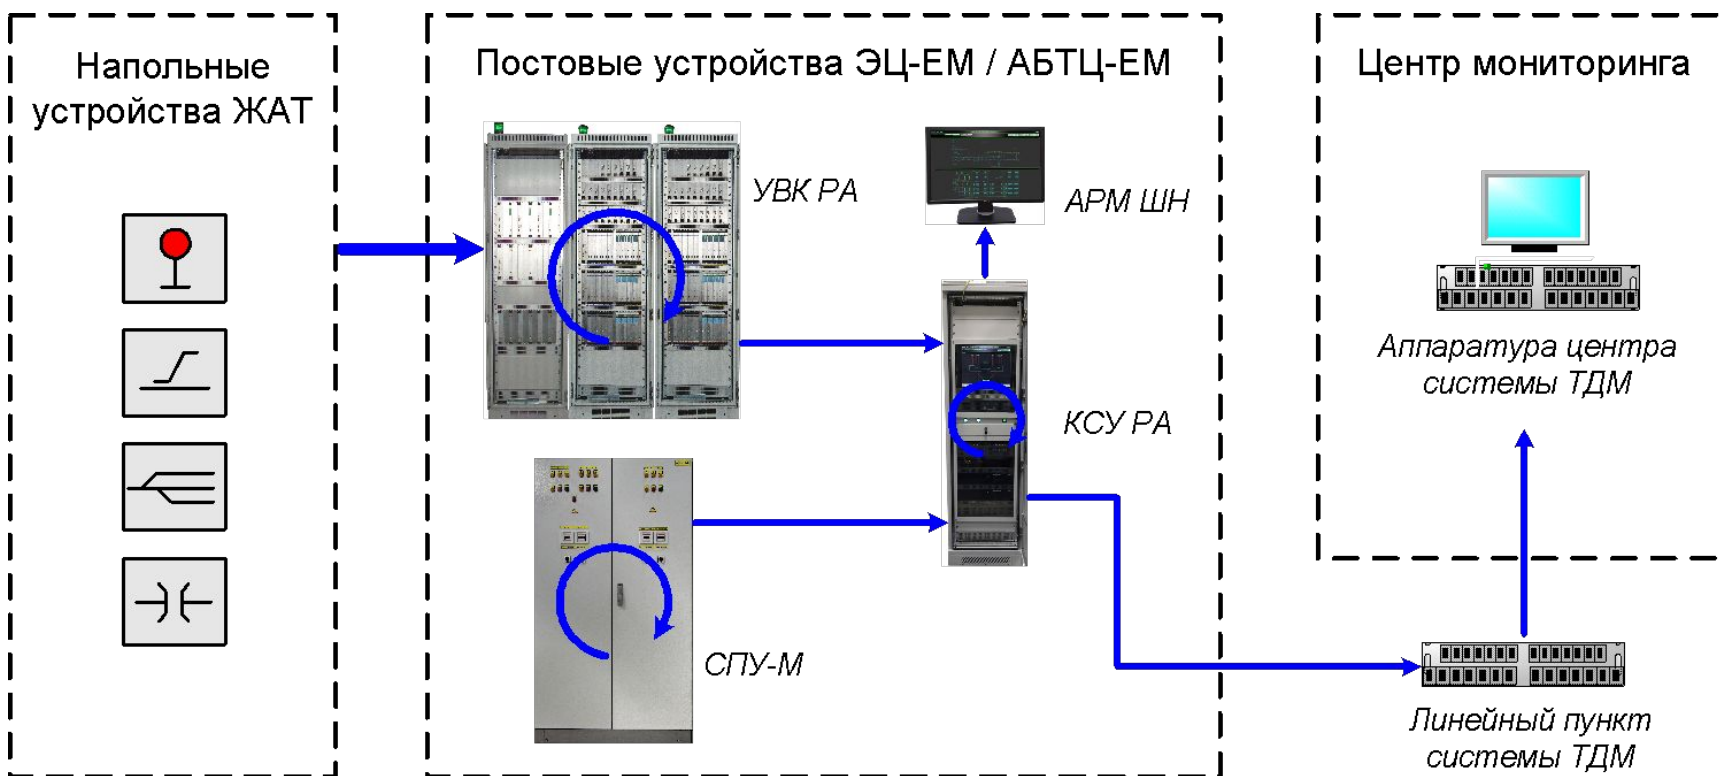 Напольные
устройства ЖАТ
Постовые устройства ЭЦ-ЕМ / АБТЦ-ЕМ
УВК РА
АРМ ШН
КСУ РА
СПУ-М
Центр мониторинга
Аппаратура центра
системы ТДМ
Линейный пункт
системы ТДМ